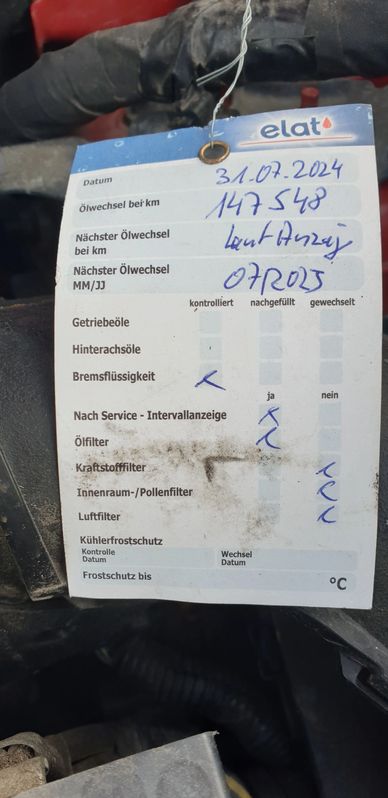 elat
Datum 31.07.2024
Ölwechsel bei km 147548
Nächster Ölwechsel bei km Laut Anzeig
Nächster Ölwechsel MM/JJ 07/2025
kontrolliert nachgefüllt gewechselt
Getriebeöle
Hinterachsöle
Bremsflüssigkeit x
ja nein
Nach Service - Intervallanzeige x
Ölfilter x
Kraftstofffilter x
Innenraum-/Pollenfilter x
Luftfilter x
Kühlerfrostschutz
Kontrolle Datum Wechsel Datum
Frostschutz bis °C